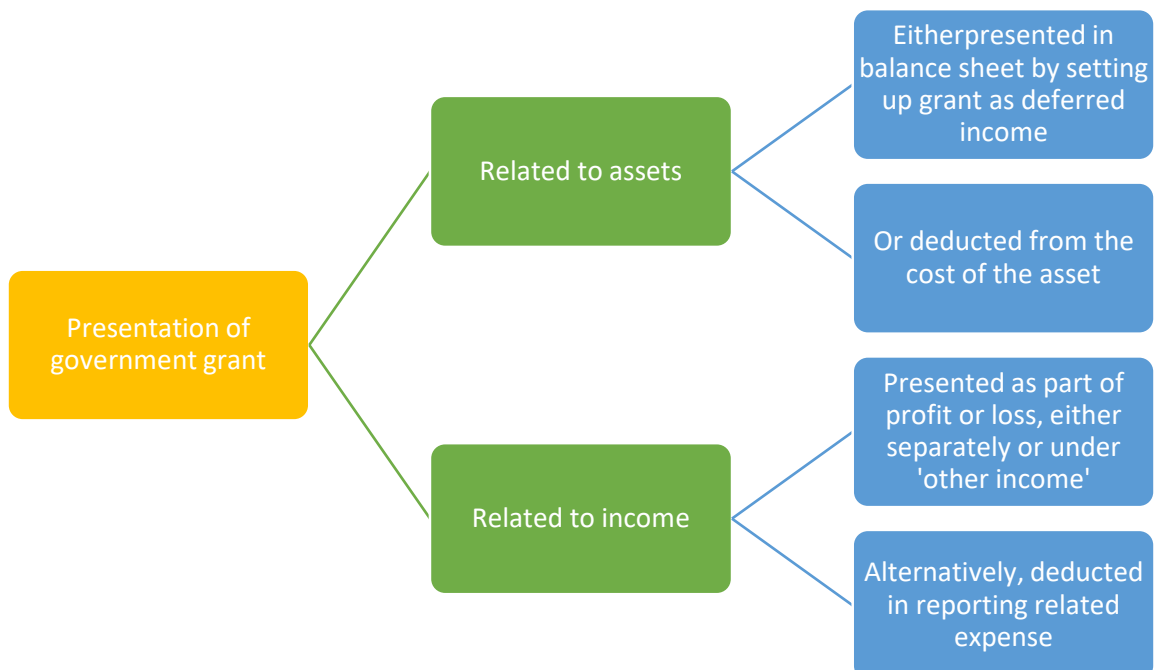 Presentation of
government grant
Related to assets
Eitherpresented in
balance sheet by setting
up grant as deferred
income
Or deducted from the
cost of the asset
Related to income
Presented as part of
profit or loss, either
separately or under
'other income'
Alternatively, deducted
in reporting related
expense